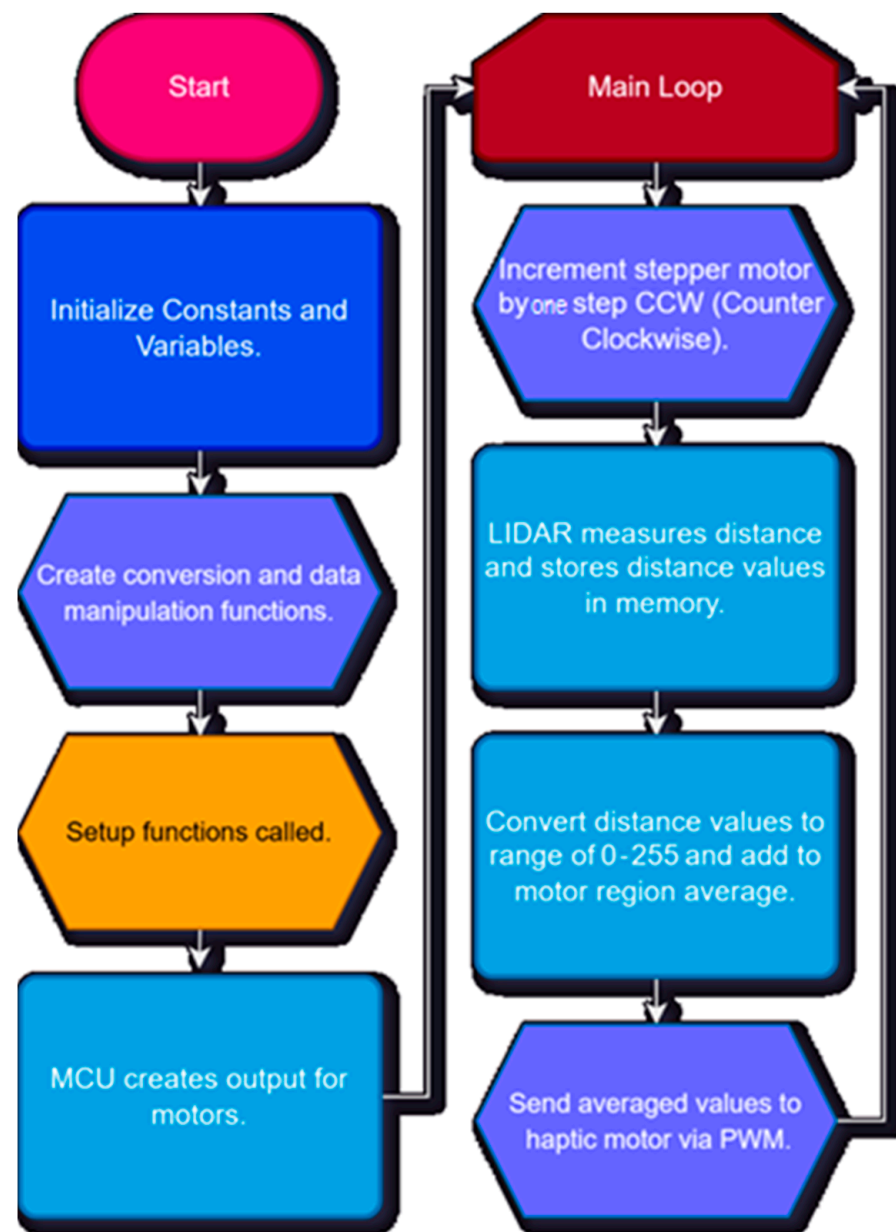 Start
Initialize Constants and
Variables.
Create conversion and data
manipulation functions.
Setup functions called.
MCU creates output for
motors.
Main Loop
Increment stepper motor
by one step CCW (Counter
Clockwise).
LIDAR measures distance
and stores distance values
in memory.
Convert distance values to
range of 0-255 and add to
motor region average.
Send averaged values to
haptic motor via PWM.